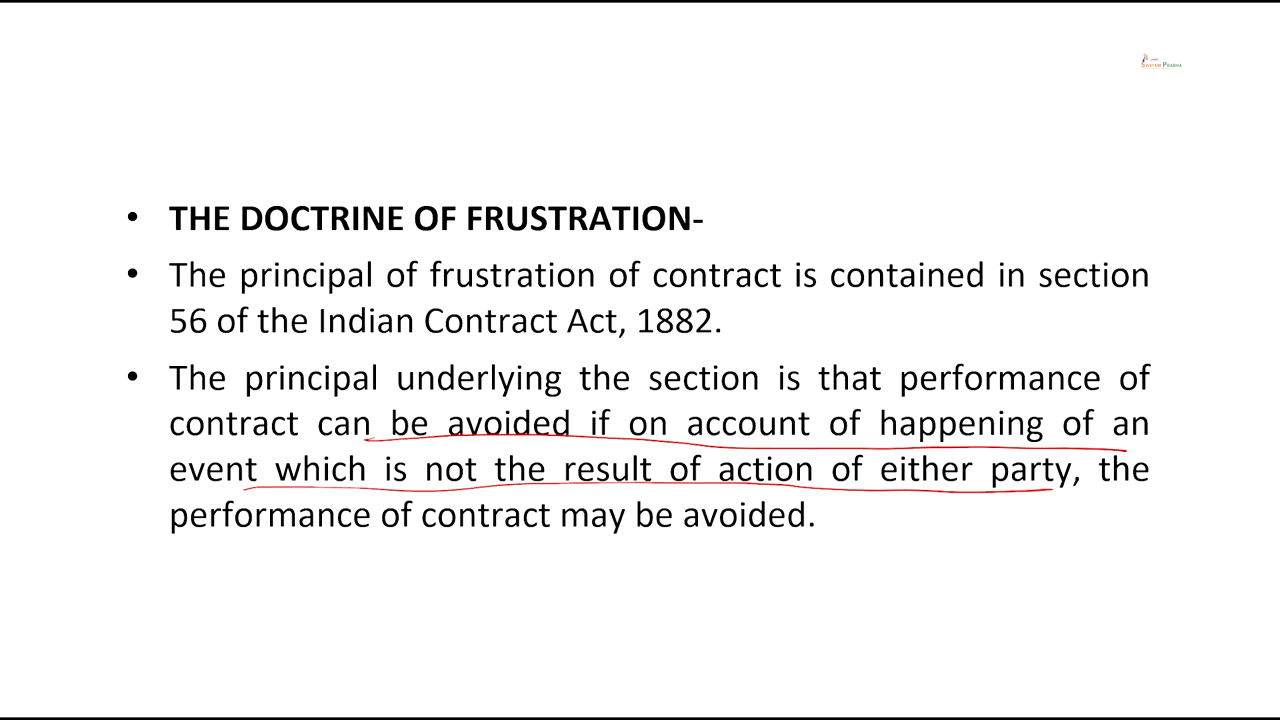 SWAYAM PRABHA
• THE DOCTRINE OF FRUSTRATION-
• The principal of frustration of contract is contained in section
56 of the Indian Contract Act, 1882.
• The principal underlying the section is that performance of
contract can be avoided if on account of happening of an
event which is not the result of action of either party, the
performance of contract may be avoided.